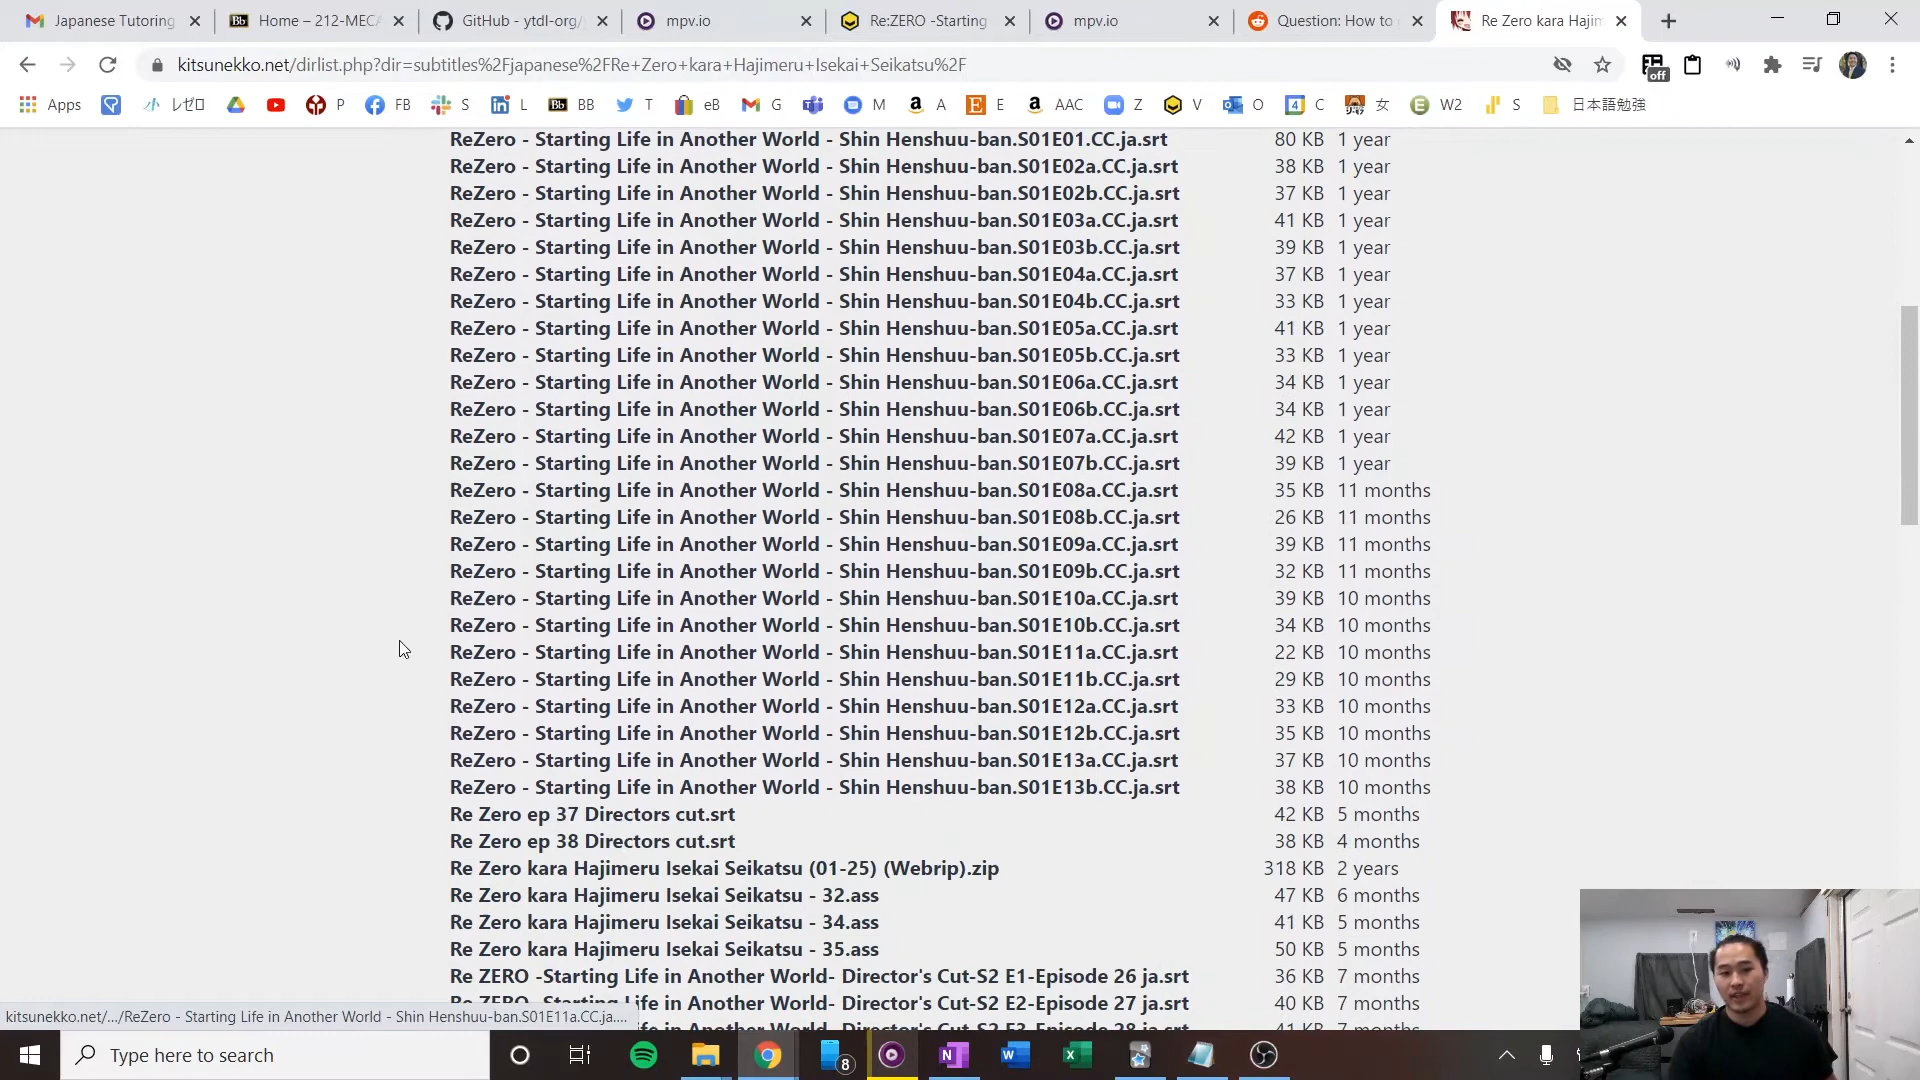 Japanese Tutoring
Home – 212-MECA
GitHub - ytdl-org/
mpv.io
Re:ZERO -Starting
mpv.io
Question: How to
Re Zero kara Hajim
kitsunekko.net/dirlist.php?dir=subtitles%2Fjapanese%2FRe+Zero+kara+Hajimeru+Isekai+Seikatsu%2F
off
Apps レゼロ P FB S L BB T eB G M A E AAC Z V O C 女 W2 S 日本語勉強
ReZero - Starting Life in Another World - Shin Henshuu-ban.S01E01.CC.ja.srt 80 KB 1 year
ReZero - Starting Life in Another World - Shin Henshuu-ban.S01E02a.CC.ja.srt 38 KB 1 year
ReZero - Starting Life in Another World - Shin Henshuu-ban.S01E02b.CC.ja.srt 37 KB 1 year
ReZero - Starting Life in Another World - Shin Henshuu-ban.S01E03a.CC.ja.srt 41 KB 1 year
ReZero - Starting Life in Another World - Shin Henshuu-ban.S01E03b.CC.ja.srt 39 KB 1 year
ReZero - Starting Life in Another World - Shin Henshuu-ban.S01E04a.CC.ja.srt 37 KB 1 year
ReZero - Starting Life in Another World - Shin Henshuu-ban.S01E04b.CC.ja.srt 33 KB 1 year
ReZero - Starting Life in Another World - Shin Henshuu-ban.S01E05a.CC.ja.srt 41 KB 1 year
ReZero - Starting Life in Another World - Shin Henshuu-ban.S01E05b.CC.ja.srt 33 KB 1 year
ReZero - Starting Life in Another World - Shin Henshuu-ban.S01E06a.CC.ja.srt 34 KB 1 year
ReZero - Starting Life in Another World - Shin Henshuu-ban.S01E06b.CC.ja.srt 34 KB 1 year
ReZero - Starting Life in Another World - Shin Henshuu-ban.S01E07a.CC.ja.srt 42 KB 1 year
ReZero - Starting Life in Another World - Shin Henshuu-ban.S01E07b.CC.ja.srt 39 KB 1 year
ReZero - Starting Life in Another World - Shin Henshuu-ban.S01E08a.CC.ja.srt 35 KB 11 months
ReZero - Starting Life in Another World - Shin Henshuu-ban.S01E08b.CC.ja.srt 26 KB 11 months
ReZero - Starting Life in Another World - Shin Henshuu-ban.S01E09a.CC.ja.srt 39 KB 11 months
ReZero - Starting Life in Another World - Shin Henshuu-ban.S01E09b.CC.ja.srt 32 KB 11 months
ReZero - Starting Life in Another World - Shin Henshuu-ban.S01E10a.CC.ja.srt 39 KB 10 months
ReZero - Starting Life in Another World - Shin Henshuu-ban.S01E10b.CC.ja.srt 34 KB 10 months
ReZero - Starting Life in Another World - Shin Henshuu-ban.S01E11a.CC.ja.srt 22 KB 10 months
ReZero - Starting Life in Another World - Shin Henshuu-ban.S01E11b.CC.ja.srt 29 KB 10 months
ReZero - Starting Life in Another World - Shin Henshuu-ban.S01E12a.CC.ja.srt 33 KB 10 months
ReZero - Starting Life in Another World - Shin Henshuu-ban.S01E12b.CC.ja.srt 35 KB 10 months
ReZero - Starting Life in Another World - Shin Henshuu-ban.S01E13a.CC.ja.srt 37 KB 10 months
ReZero - Starting Life in Another World - Shin Henshuu-ban.S01E13b.CC.ja.srt 38 KB 10 months
Re Zero ep 37 Directors cut.srt 42 KB 5 months
Re Zero ep 38 Directors cut.srt 38 KB 4 months
Re Zero kara Hajimeru Isekai Seikatsu (01-25) (Webrip).zip 318 KB 2 years
Re Zero kara Hajimeru Isekai Seikatsu - 32.ass 47 KB 6 months
Re Zero kara Hajimeru Isekai Seikatsu - 34.ass 41 KB 5 months
Re Zero kara Hajimeru Isekai Seikatsu - 35.ass 50 KB 5 months
Re ZERO -Starting Life in Another World- Director's Cut-S2 E1-Episode 26 ja.srt 36 KB 7 months
Re ZERO -Starting Life in Another World- Director's Cut-S2 E2-Episode 27 ja.srt 40 KB 7 months
ife in Another World- Director's Cut-S2 E3-Episode 28 ja.srt 41 KB 7 months
kitsunekko.net/.../ReZero - Starting Life in Another World - Shin Henshuu-ban.S01E11a.CC.ja....
Type here to search
8